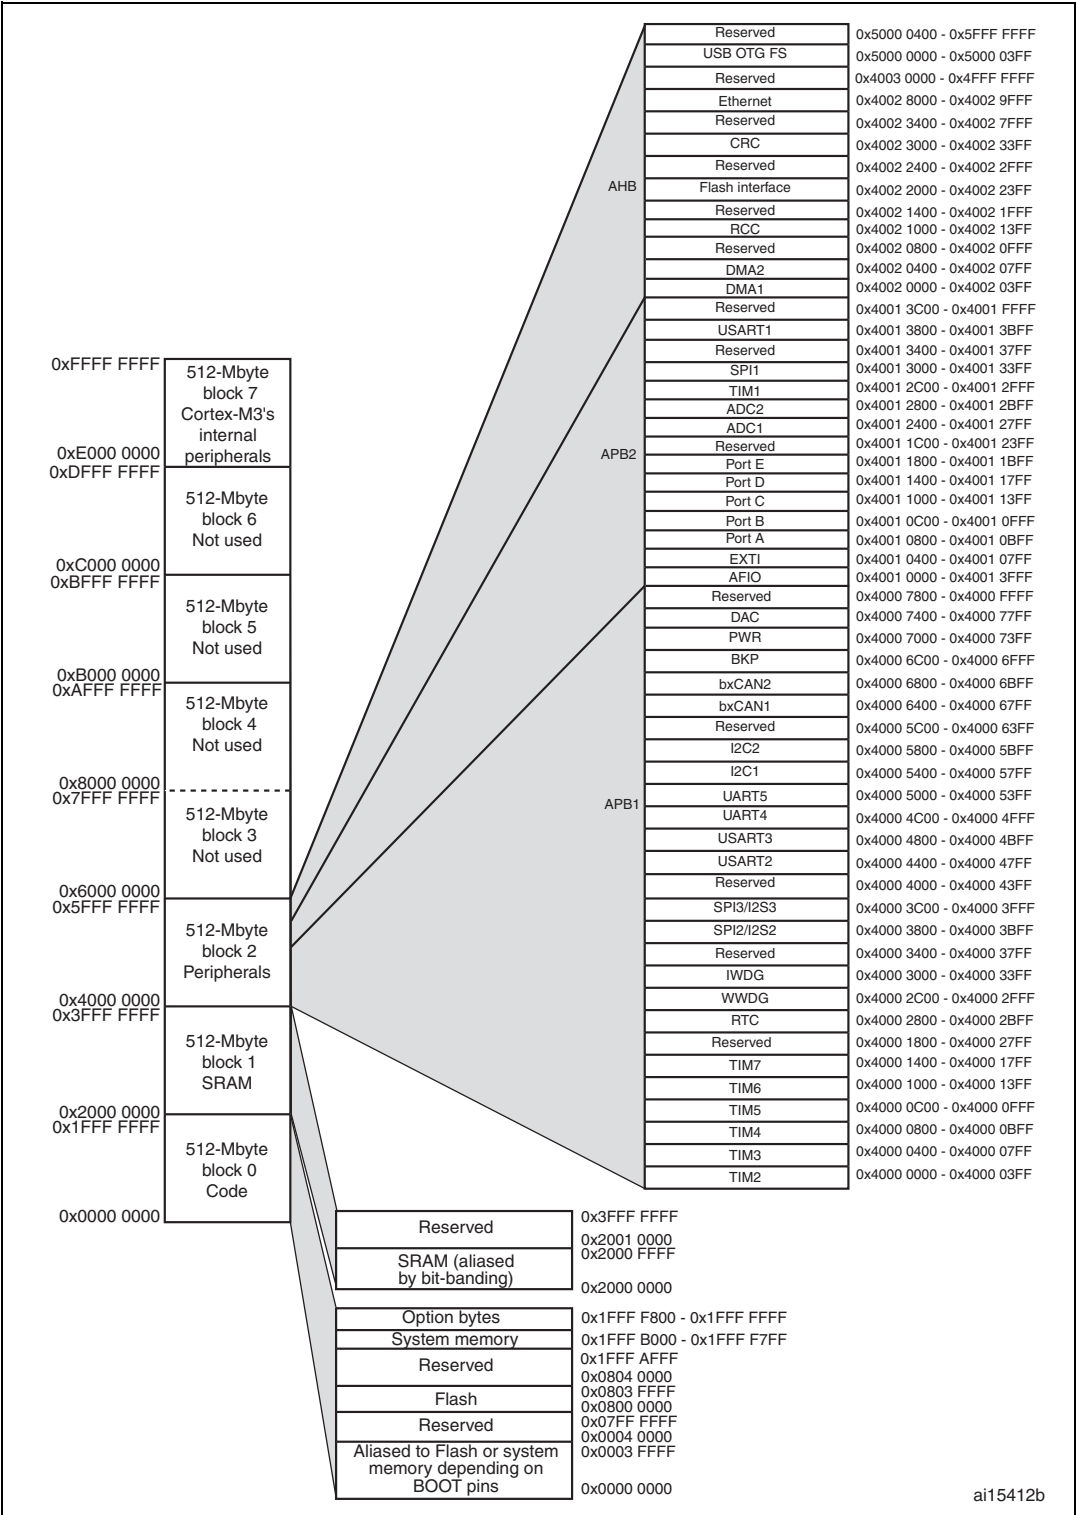 Reserved 0x5000 0400 - 0x5FFF FFFF
USB OTG FS 0x5000 0000 - 0x5000 03FF
Reserved 0x4003 0000 - 0x4FFF FFFF
Ethernet 0x4002 8000 - 0x4002 9FFF
Reserved 0x4002 3400 - 0x4002 7FFF
CRC 0x4002 3000 - 0x4002 33FF
Reserved 0x4002 2400 - 0x4002 2FFF
AHB
Flash interface 0x4002 2000 - 0x4002 23FF
Reserved 0x4002 1400 - 0x4002 1FFF
RCC 0x4002 1000 - 0x4002 13FF
Reserved 0x4002 0800 - 0x4002 0FFF
DMA2 0x4002 0400 - 0x4002 07FF
DMA1 0x4002 0000 - 0x4002 03FF
Reserved 0x4001 3C00 - 0x4001 FFFF
USART1 0x4001 3800 - 0x4001 3BFF
Reserved 0x4001 3400 - 0x4001 37FF
SPI1 0x4001 3000 - 0x4001 33FF
TIM1 0x4001 2C00 - 0x4001 2FFF
ADC2 0x4001 2800 - 0x4001 2BFF
ADC1 0x4001 2400 - 0x4001 27FF
Reserved 0x4001 1C00 - 0x4001 23FF
APB2
Port E 0x4001 1800 - 0x4001 1BFF
Port D 0x4001 1400 - 0x4001 17FF
Port C 0x4001 1000 - 0x4001 13FF
Port B 0x4001 0C00 - 0x4001 0FFF
Port A 0x4001 0800 - 0x4001 0BFF
EXTI 0x4001 0400 - 0x4001 07FF
AFIO 0x4001 0000 - 0x4001 3FFF
Reserved 0x4000 7800 - 0x4000 FFFF
DAC 0x4000 7400 - 0x4000 77FF
PWR 0x4000 7000 - 0x4000 73FF
BKP 0x4000 6C00 - 0x4000 6FFF
bxCAN2 0x4000 6800 - 0x4000 6BFF
bxCAN1 0x4000 6400 - 0x4000 67FF
Reserved 0x4000 5C00 - 0x4000 63FF
I2C2 0x4000 5800 - 0x4000 5BFF
I2C1 0x4000 5400 - 0x4000 57FF
UART5 0x4000 5000 - 0x4000 53FF
APB1
UART4 0x4000 4C00 - 0x4000 4FFF
USART3 0x4000 4800 - 0x4000 4BFF
USART2 0x4000 4400 - 0x4000 47FF
Reserved 0x4000 4000 - 0x4000 43FF
SPI3/I2S3 0x4000 3C00 - 0x4000 3FFF
SPI2/I2S2 0x4000 3800 - 0x4000 3BFF
Reserved 0x4000 3400 - 0x4000 37FF
IWDG 0x4000 3000 - 0x4000 33FF
WWDG 0x4000 2C00 - 0x4000 2FFF
RTC 0x4000 2800 - 0x4000 2BFF
Reserved 0x4000 1800 - 0x4000 27FF
TIM7 0x4000 1400 - 0x4000 17FF
TIM6 0x4000 1000 - 0x4000 13FF
TIM5 0x4000 0C00 - 0x4000 0FFF
TIM4 0x4000 0800 - 0x4000 0BFF
TIM3 0x4000 0400 - 0x4000 07FF
TIM2 0x4000 0000 - 0x4000 03FF
0xFFFF FFFF
512-Mbyte
block 7
Cortex-M3's
internal
peripherals
0xE000 0000
0xDFFF FFFF
512-Mbyte
block 6
Not used
0xC000 0000
0xBFFF FFFF
512-Mbyte
block 5
Not used
0xB000 0000
0xAFFF FFFF
512-Mbyte
block 4
Not used
0x8000 0000
0x7FFF FFFF
512-Mbyte
block 3
Not used
0x6000 0000
0x5FFF FFFF
512-Mbyte
block 2
Peripherals
0x4000 0000
0x3FFF FFFF
512-Mbyte
block 1
SRAM
0x2000 0000
0x1FFF FFFF
512-Mbyte
block 0
Code
0x0000 0000
0x3FFF FFFF
Reserved
0x2001 0000
0x2000 FFFF
SRAM (aliased
by bit-banding)
0x2000 0000
Option bytes 0x1FFF F800 - 0x1FFF FFFF
System memory 0x1FFF B000 - 0x1FFF F7FF
0x1FFF AFFF
Reserved
0x0804 0000
0x0803 FFFF
Flash
0x0800 0000
0x07FF FFFF
Reserved
0x0004 0000
0x0003 FFFF
Aliased to Flash or system
memory depending on
BOOT pins
0x0000 0000
ai15412b